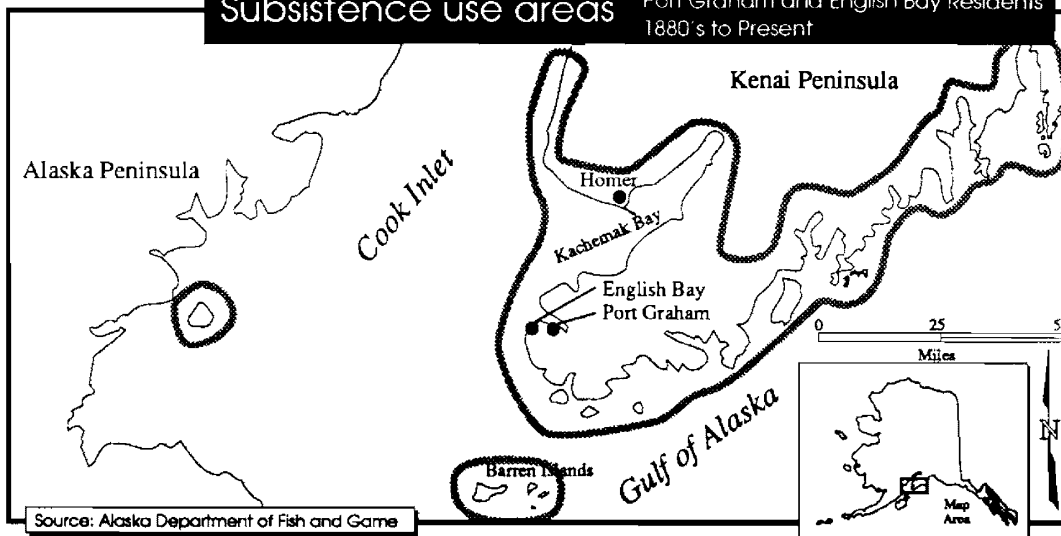 Subsistence use areas
Port Graham and English Bay Residents
1880's to Present
Kenai Peninsula
Alaska Peninsula
Cook Inlet
Homer
Kachemak Bay
English Bay
Port Graham
0 25 5
Miles
Gulf of Alaska
N
Barren Islands
Map
Area
Source: Alaska Department of Fish and Game